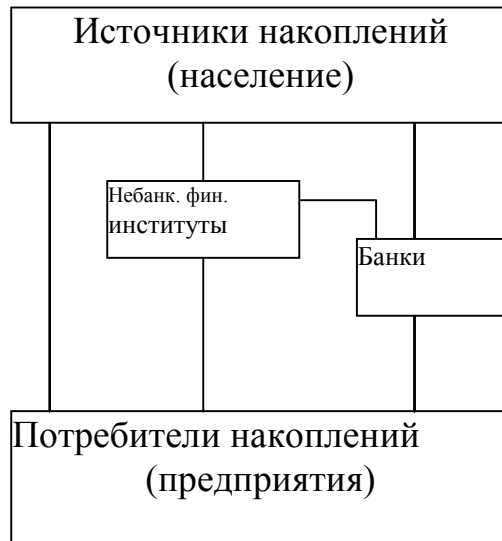 Источники накоплений
(население)
Небанк. фин.
институты
Банки
Потребители накоплений
(предприятия)